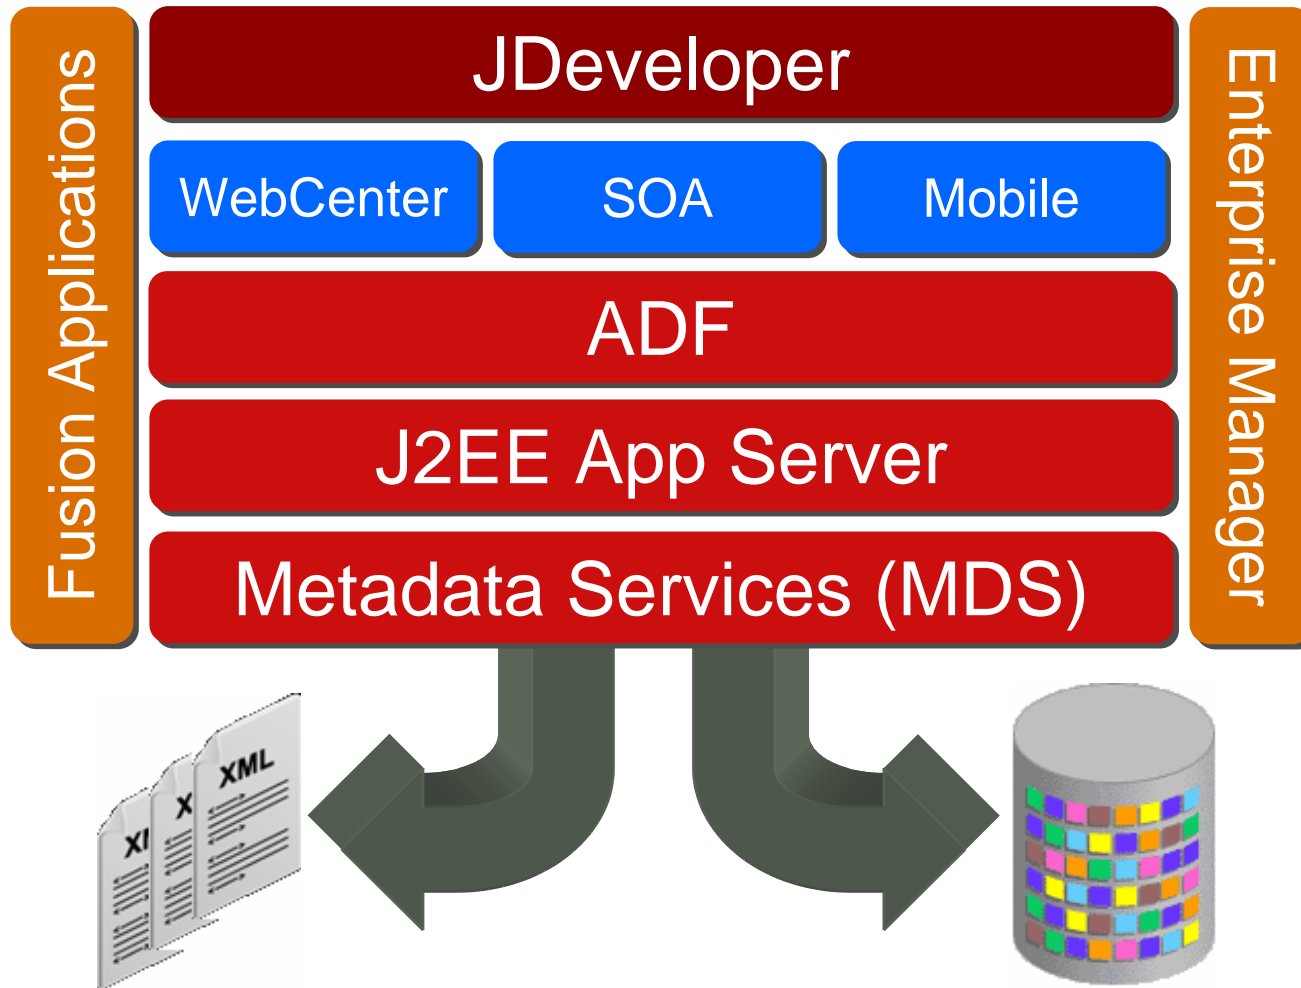 Fusion Applications
JDeveloper
WebCenter
SOA
Mobile
ADF
J2EE App Server
Metadata Services (MDS)
Enterprise Manager
XML